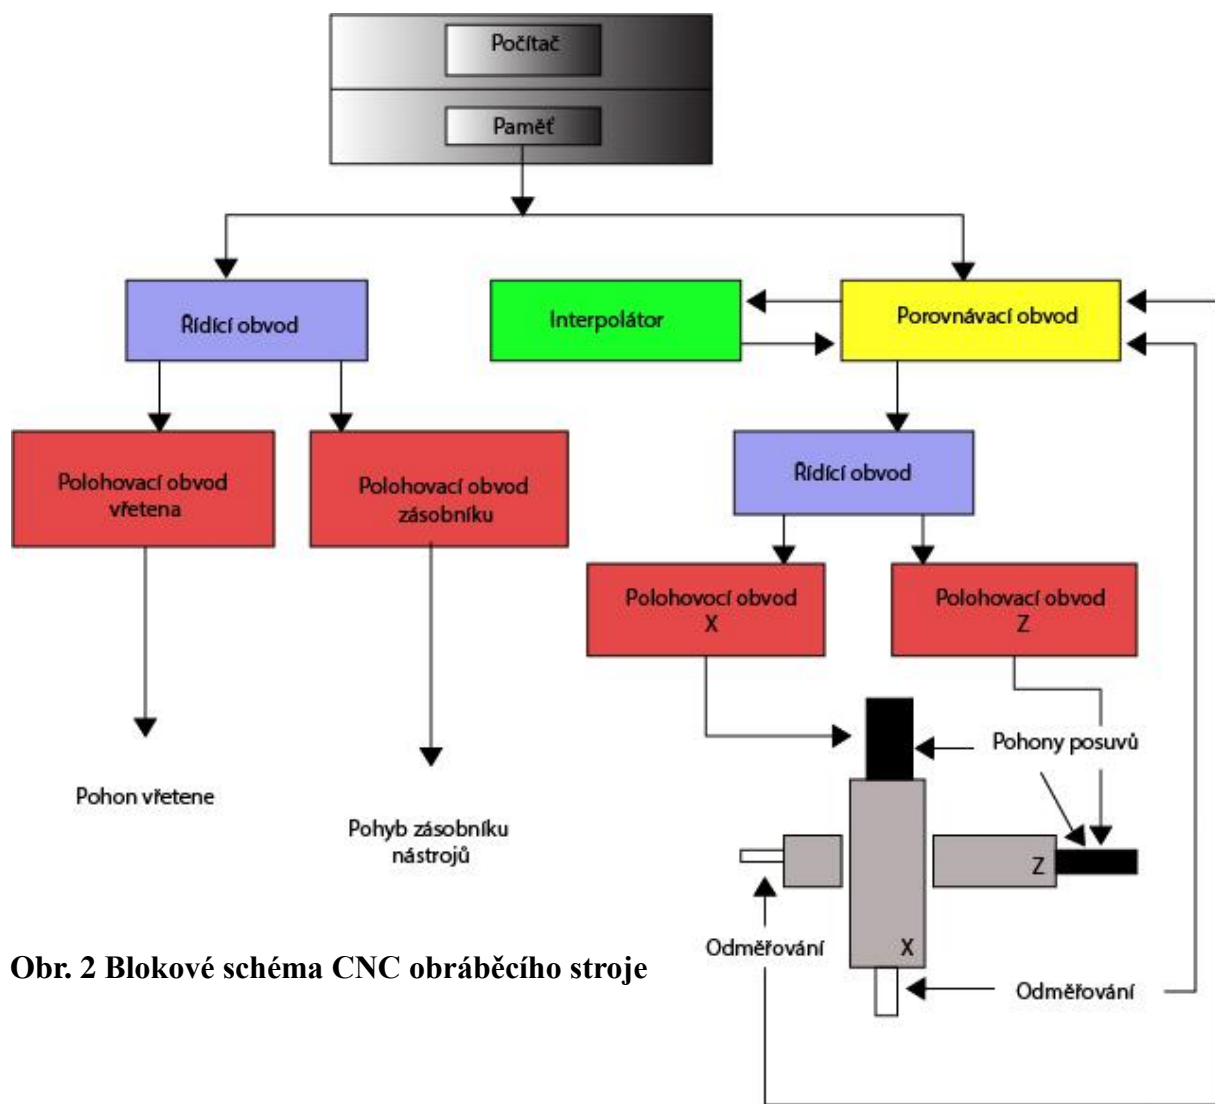 Počítač
Paměť
Řídící obvod
Interpolátor
Porovnávací obvod
Polohovací obvod
vřetena
Polohovací obvod
zásobníku
Řídící obvod
Polohovocí obvod
X
Polohovací obvod
Z
Pohony posuvů
Pohon vřetene
Pohyb zásobníku
nástrojů
Z
X
Odměřování
Odměřování
Obr. 2 Blokové schéma CNC obráběcího stroje